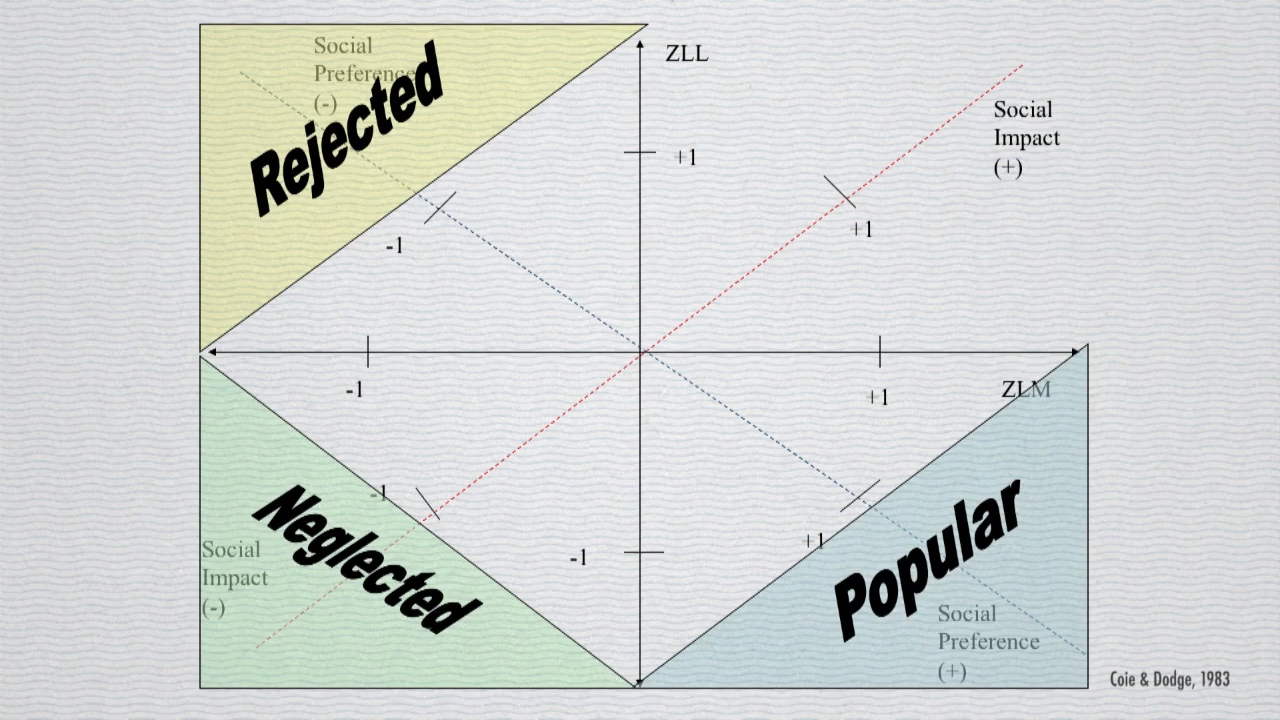 Social
Preference
(-)
Rejected
ZLL
Social
Impact
(+)
+1
+1
-1
-1
+1
ZLM
-1
Neglected
Social
Impact
(-)
-1
+1
Popular
Social
Preference
(+)
Coie & Dodge, 1983